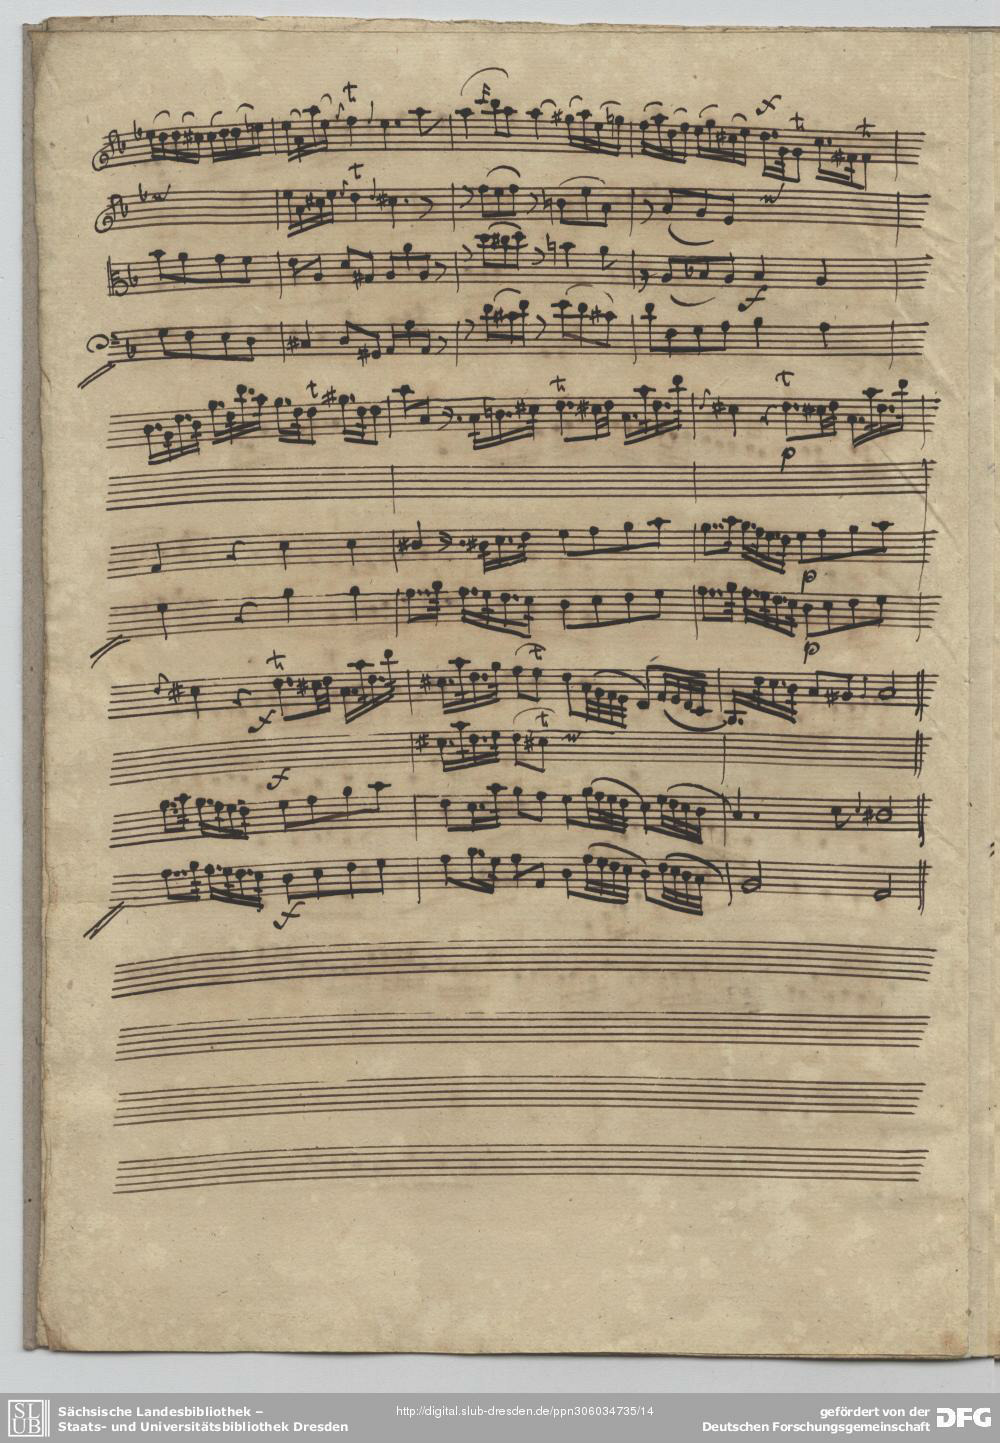 t
f
t
t
t
f
t
t
t
p
p
p
t
t
f
t
f
f
SLUB
Sächsische Landesbibliothek –
Staats- und Universitätsbibliothek Dresden
http://digital.slub-dresden.de/ppn306034735/14
gefördert von der
Deutschen Forschungsgemeinschaft
DFG